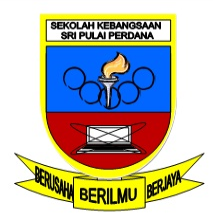 SEKOLAH KEBANGSAAN
SRI PULAI PERDANA
BERUSAHA BERILMU BERJAYA